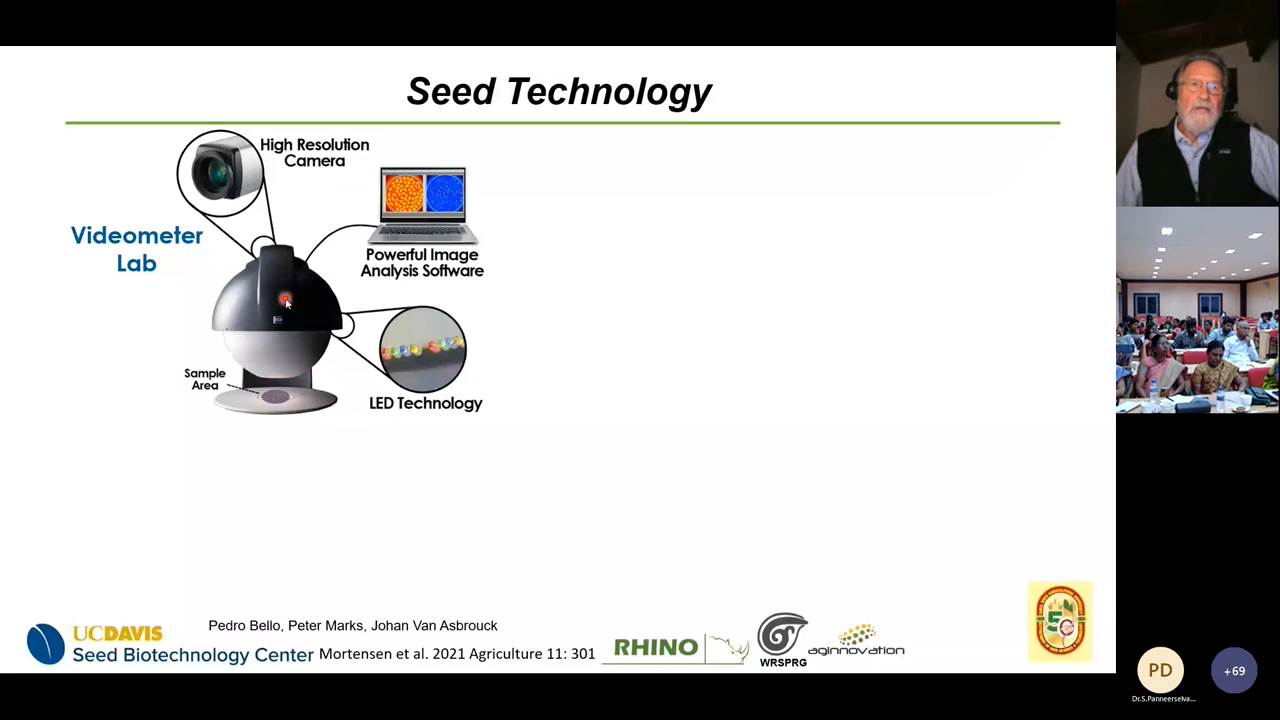 Seed Technology
High Resolution
Camera
Videometer
Lab
Powerful Image
Analysis Software
Sample
Area
LED Technology
Pedro Bello, Peter Marks, Johan Van Asbrouck
UCDAVIS
Seed Biotechnology Center
Mortensen et al. 2021 Agriculture 11: 301
RHINO
WRSPRG
aginnovation
PD
+69
Dr.S.Panneerselva...